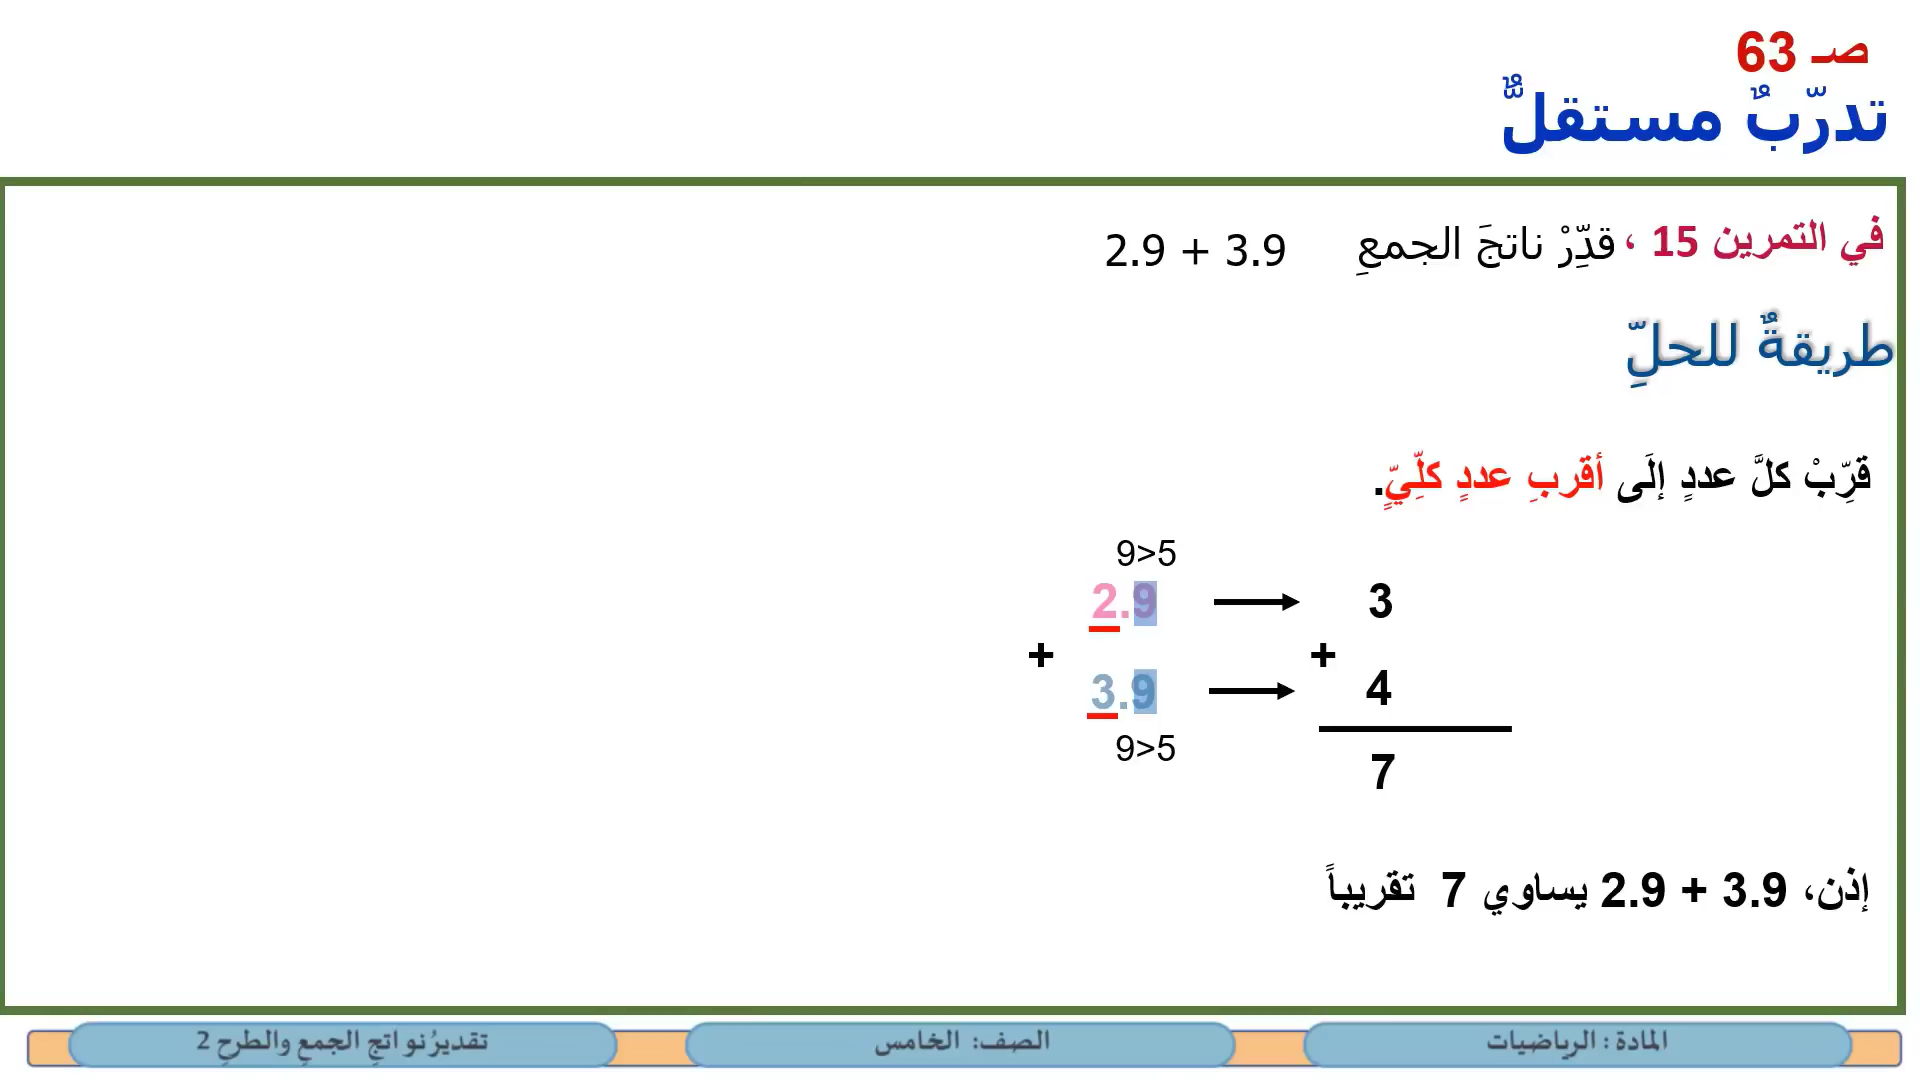 صـ 63
تدرّبٌ مستقلٌّ
في التمرين 15 ، قدِّرْ ناتجَ الجمعِ 2.9 + 3.9
طريقةٌ للحلِّ
قرِّبْ كلَّ عددٍ إلَى أقربِ عددٍ كلِّيٍّ.
9>5
2.9 → 3
+ +
3.9 → 4
9>5
7
إذن، 3.9 + 2.9 يساوي 7 تقريباً
المادة : الرياضيات
الصف: الخامس
تقديرُ نواتجِ الجمعِ والطرحِ 2